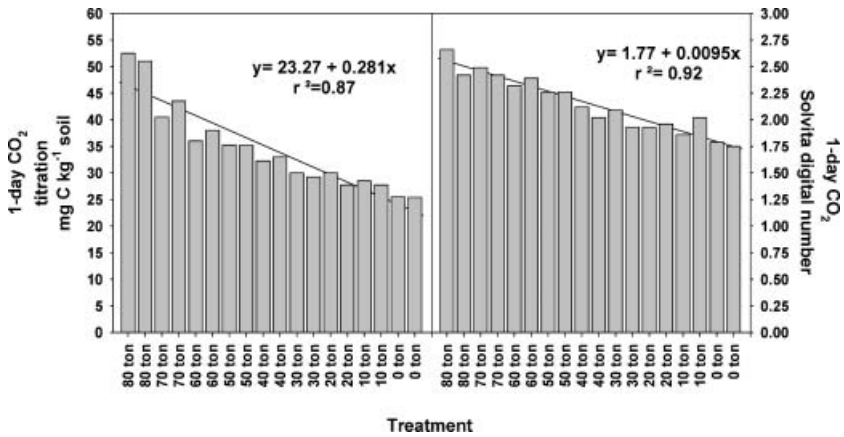 60
55
50
45
40
35
30
25
20
15
10
5
0
1-day CO2
titration
mg C kg-1 soil
y= 23.27 + 0.281x
r ²=0.87
80 ton
80 ton
70 ton
70 ton
60 ton
60 ton
50 ton
50 ton
40 ton
40 ton
30 ton
30 ton
20 ton
20 ton
10 ton
10 ton
0 ton
0 ton
y= 1.77 + 0.0095x
r ²= 0.92
80 ton
80 ton
70 ton
70 ton
60 ton
60 ton
50 ton
50 ton
40 ton
40 ton
30 ton
30 ton
20 ton
20 ton
10 ton
10 ton
0 ton
0 ton
3.00
2.75
2.50
2.25
2.00
1.75
1.50
1.25
1.00
0.75
0.50
0.25
0.00
1-day CO2
Solvita digital number
Treatment